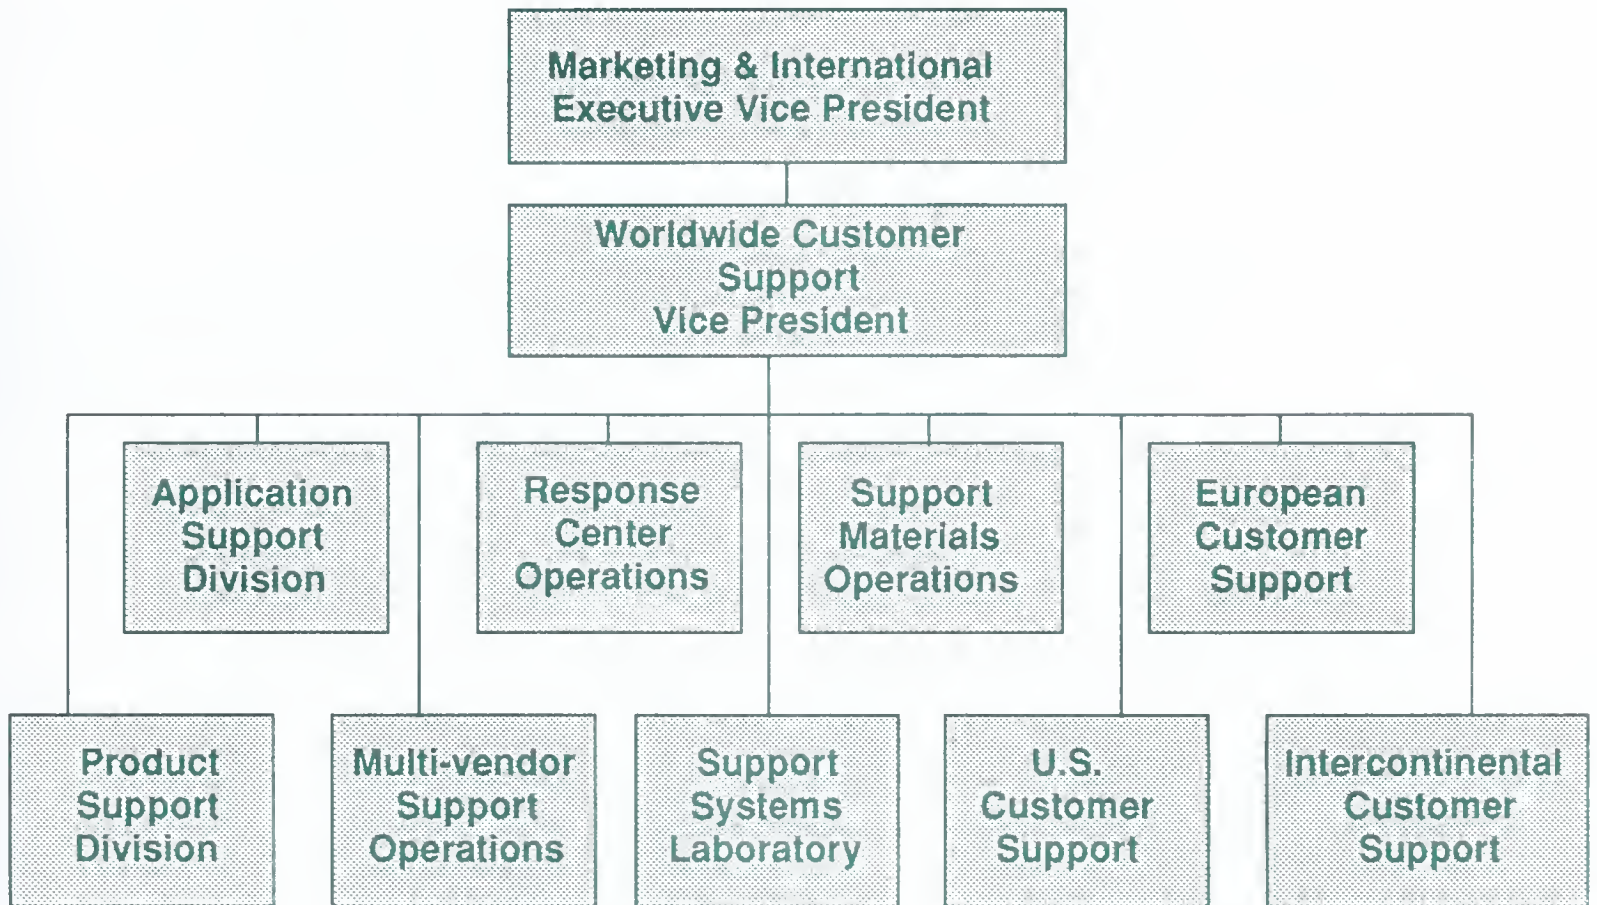 Marketing & International
Executive Vice President
Worldwide Customer
Support
Vice President
Application
Support
Division
Response
Center
Operations
Support
Materials
Operations
European
Customer
Support
Product
Support
Division
Multi-vendor
Support
Operations
Support
Systems
Laboratory
U.S.
Customer
Support
Intercontinental
Customer
Support